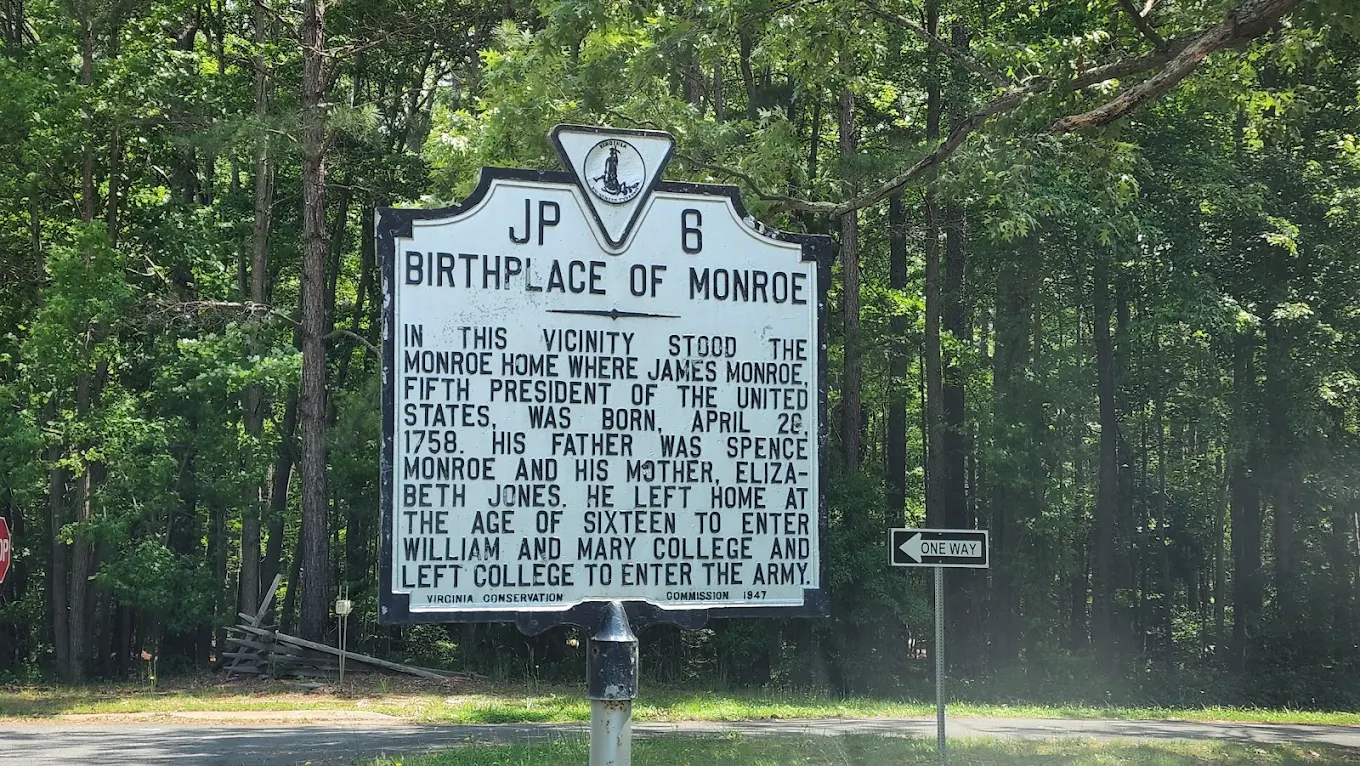 VIRGINIA
JP 6
BIRTHPLACE OF MONROE
IN THIS VICINITY STOOD THE
MONROE HOME WHERE JAMES MONROE,
FIFTH PRESIDENT OF THE UNITED
STATES, WAS BORN, APRIL 28,
1758. HIS FATHER WAS SPENCE
MONROE AND HIS MOTHER, ELIZA-
BETH JONES. HE LEFT HOME AT
THE AGE OF SIXTEEN TO ENTER
WILLIAM AND MARY COLLEGE AND
LEFT COLLEGE TO ENTER THE ARMY.
VIRGINIA CONSERVATION COMMISSION 1947
ONE WAY
OP